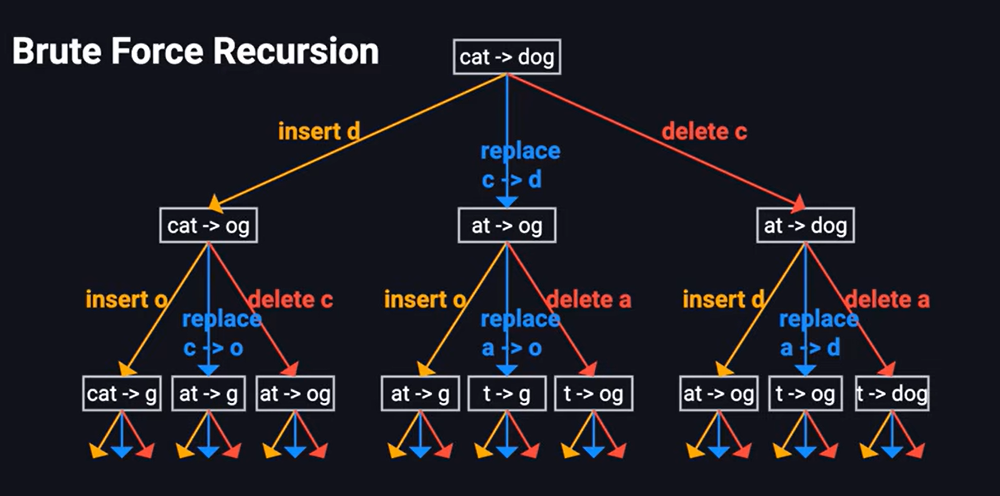 Brute Force Recursion
cat -> dog
insert d
replace
c -> d
delete c
cat -> og
at -> og
at -> dog
insert o
replace
c -> o
delete c
insert o
replace
a -> o
delete a
insert d
replace
a -> d
delete a
cat -> g
at -> g
at -> og
at -> g
t -> g
t -> og
at -> og
t -> og
t -> dog